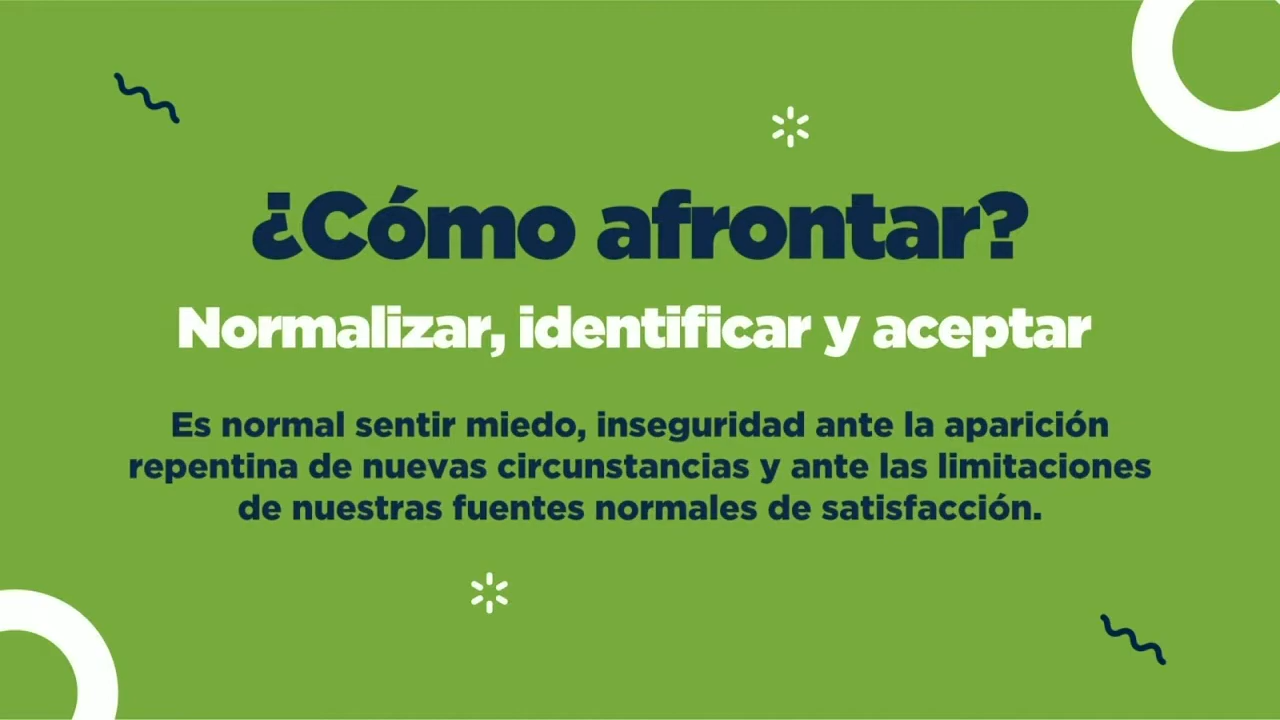 ¿Cómo afrontar?
Normalizar, identificar y aceptar
Es normal sentir miedo, inseguridad ante la aparición
repentina de nuevas circunstancias y ante las limitaciones
de nuestras fuentes normales de satisfacción.